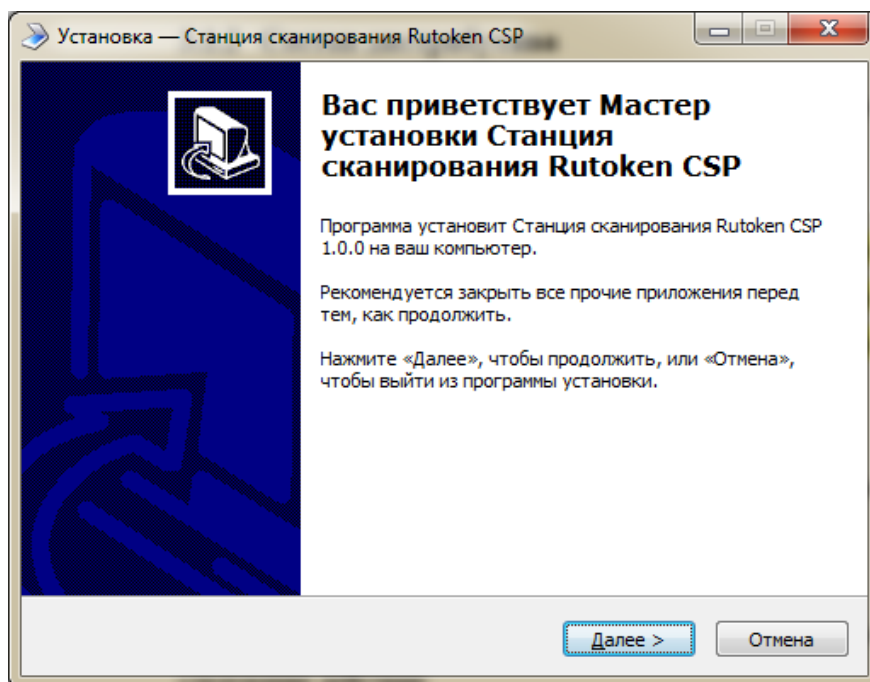 Установка — Станция сканирования Rutoken CSP
Вас приветствует Мастер
установки Станция
сканирования Rutoken CSP
Программа установит Станция сканирования Rutoken CSP
1.0.0 на ваш компьютер.
Рекомендуется закрыть все прочие приложения перед
тем, как продолжить.
Нажмите «Далее», чтобы продолжить, или «Отмена»,
чтобы выйти из программы установки.
Далее >
Отмена